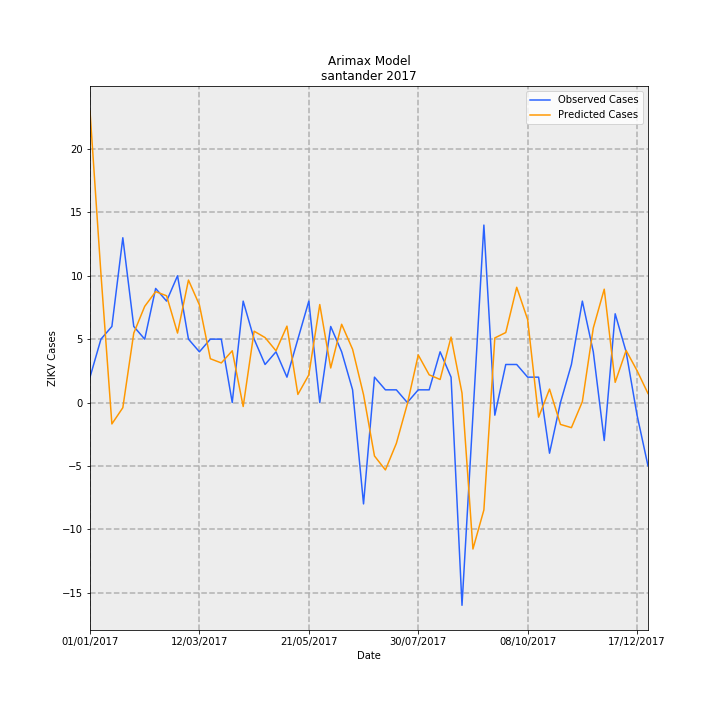 Arimax Model
santander 2017
Observed Cases
Predicted Cases
ZIKV Cases
20
15
10
5
0
−5
−10
−15
01/01/2017
12/03/2017
21/05/2017
30/07/2017
08/10/2017
17/12/2017
Date